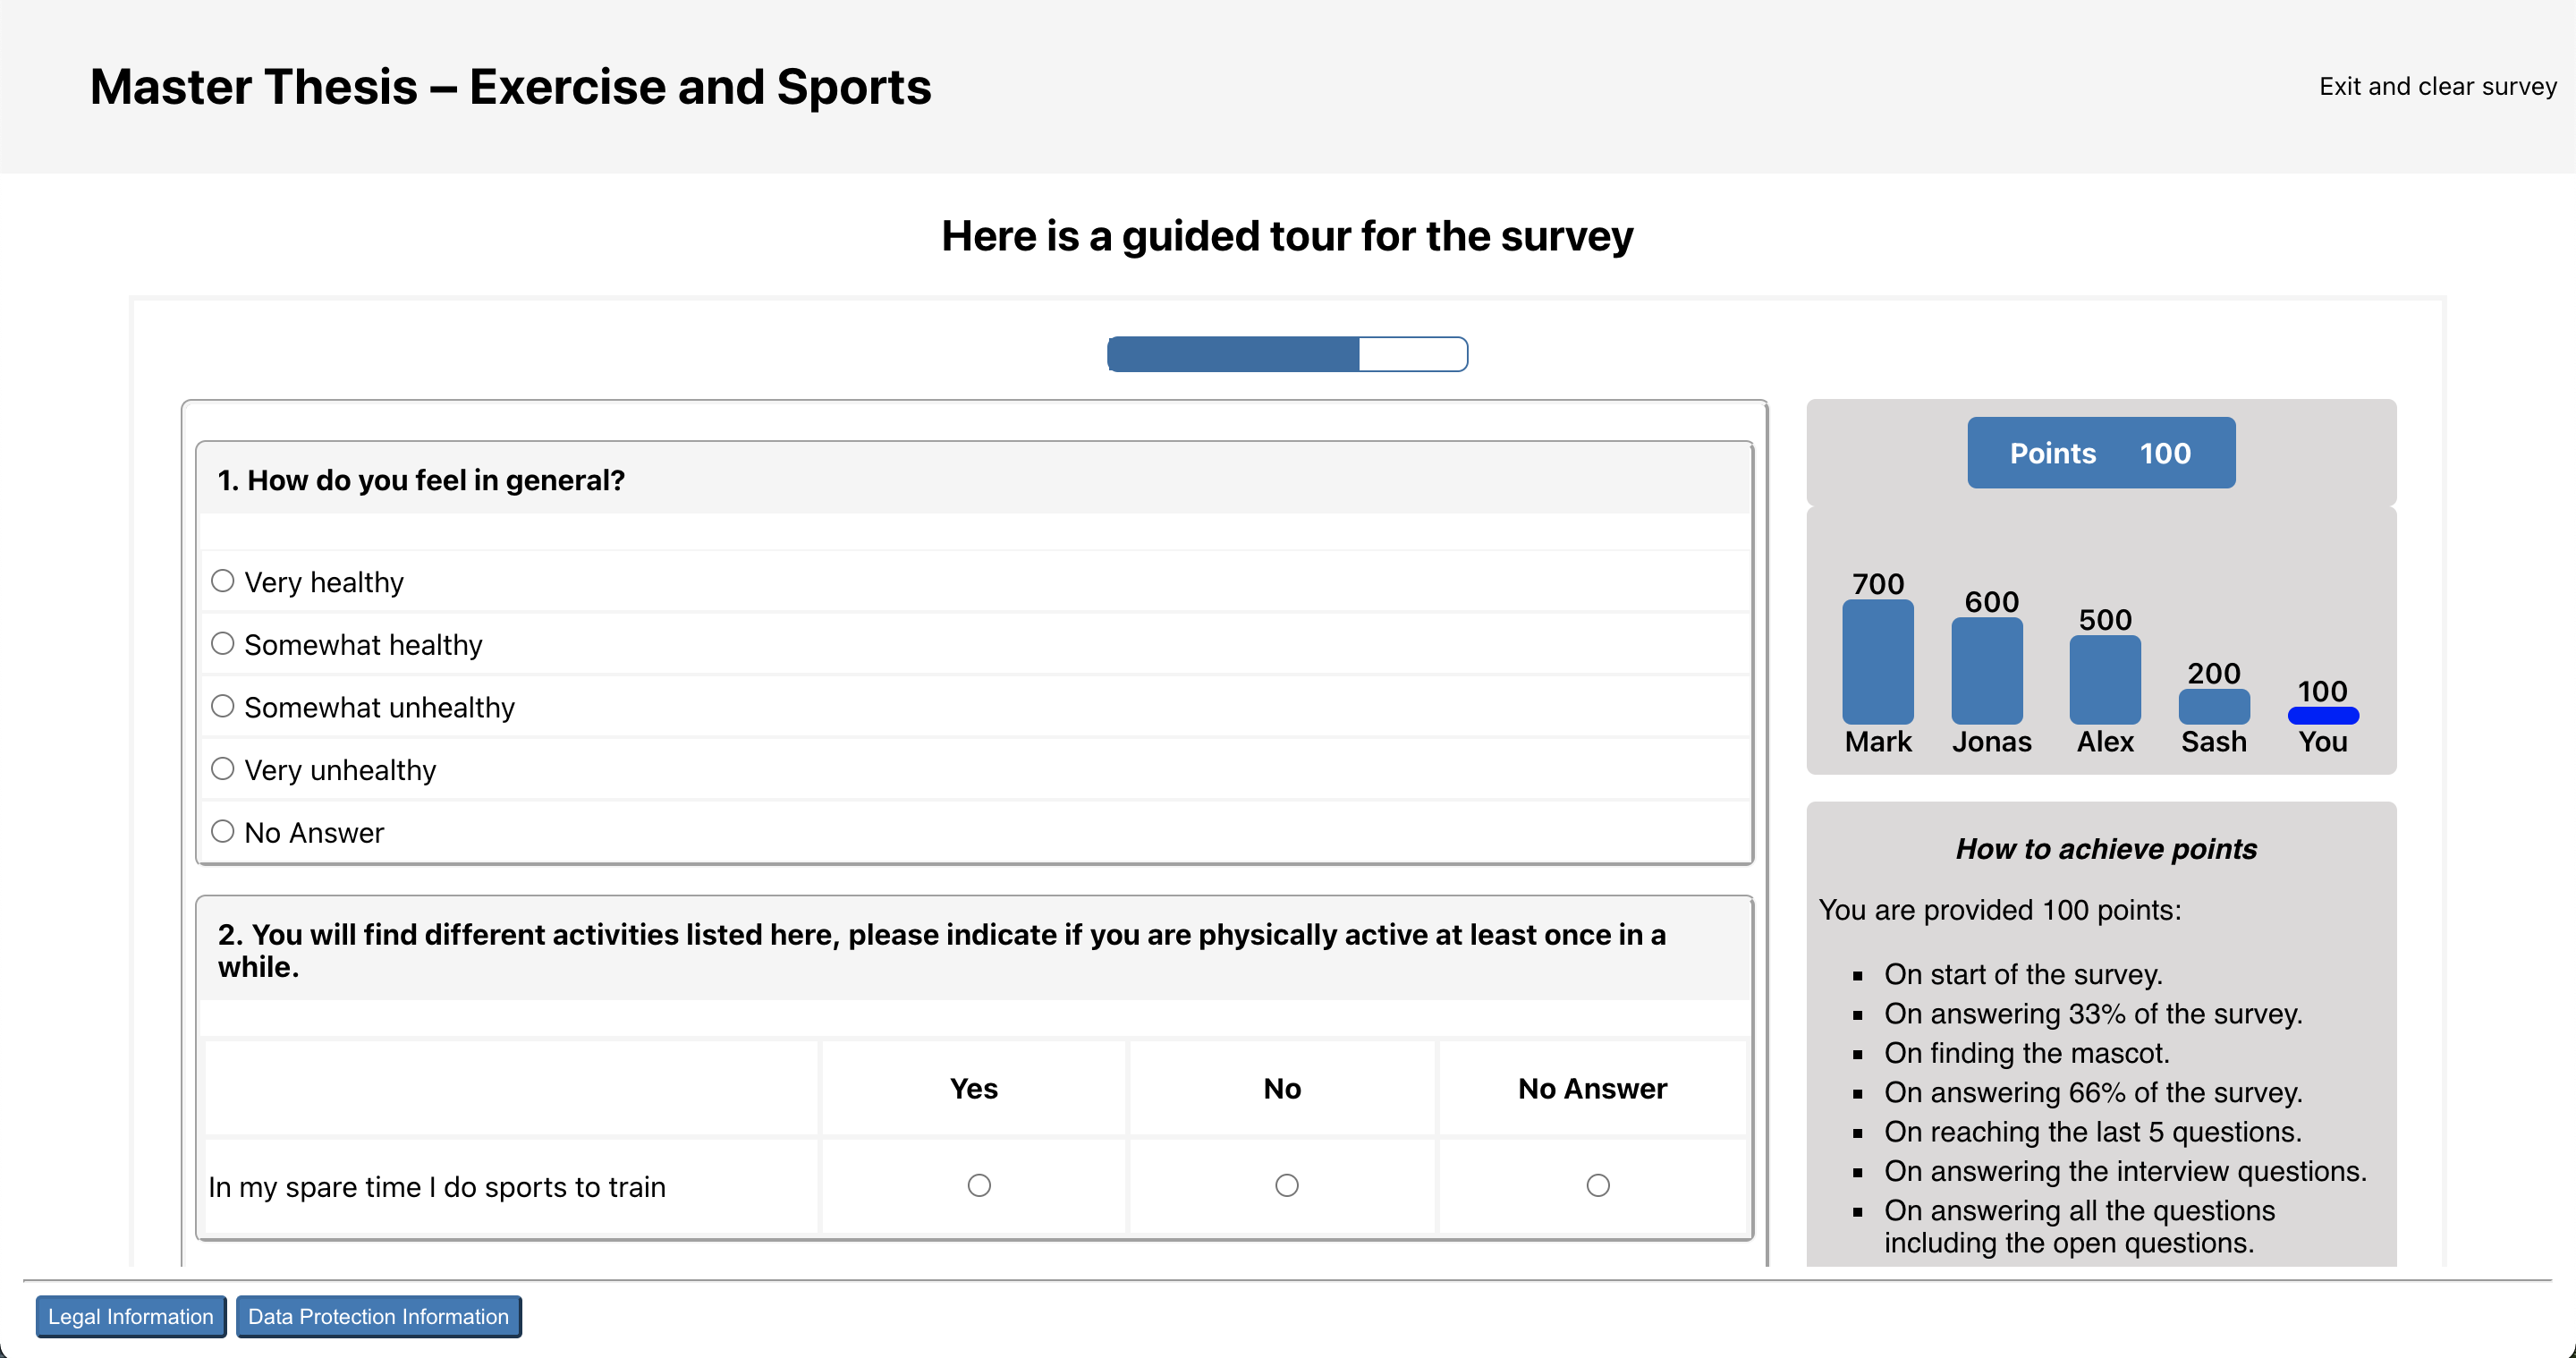 Master Thesis – Exercise and Sports
Exit and clear survey
Here is a guided tour for the survey
1. How do you feel in general?
Very healthy
Somewhat healthy
Somewhat unhealthy
Very unhealthy
No Answer
2. You will find different activities listed here, please indicate if you are physically active at least once in a
while.
Yes No No Answer
In my spare time I do sports to train
Points 100
700
600
500
200
100
Mark Jonas Alex Sash You
How to achieve points
You are provided 100 points:
▪ On start of the survey.
▪ On answering 33% of the survey.
▪ On finding the mascot.
▪ On answering 66% of the survey.
▪ On reaching the last 5 questions.
▪ On answering the interview questions.
▪ On answering all the questions
including the open questions.
Legal Information
Data Protection Information